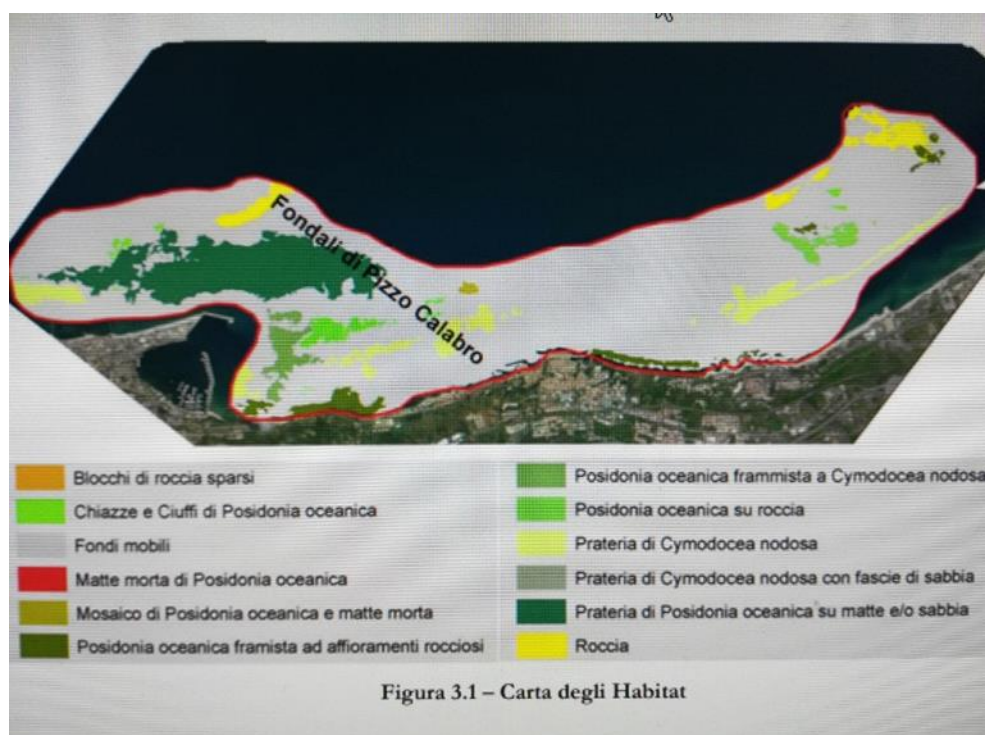 Fondali di Pizzo Calabro
Blocchi di roccia sparsi
Chiazze e Ciuffi di Posidonia oceanica
Fondi mobili
Matte morta di Posidonia oceanica
Mosaico di Posidonia oceanica e matte morta
Posidonia oceanica framista ad affioramenti rocciosi
Posidonia oceanica frammista a Cymodocea nodosa
Posidonia oceanica su roccia
Prateria di Cymodocea nodosa
Prateria di Cymodocea nodosa con fascie di sabbia
Prateria di Posidonia oceanica su matte e/o sabbia
Roccia
Figura 3.1 – Carta degli Habitat